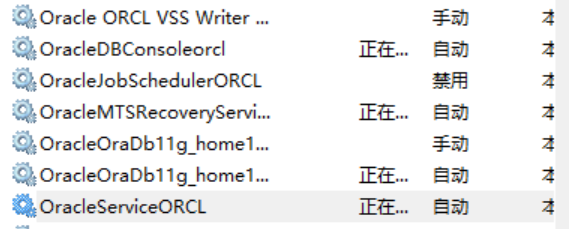 Oracle ORCL VSS Writer ... 手动 本
OracleDBConsoleorcl 正在... 自动 本
OracleJobSchedulerORCL 禁用 本
OracleMTSRecoveryServi... 正在... 自动 本
OracleOraDb11g_home1... 手动 本
OracleOraDb11g_home1... 正在... 自动 本
OracleServiceORCL 正在... 自动 本